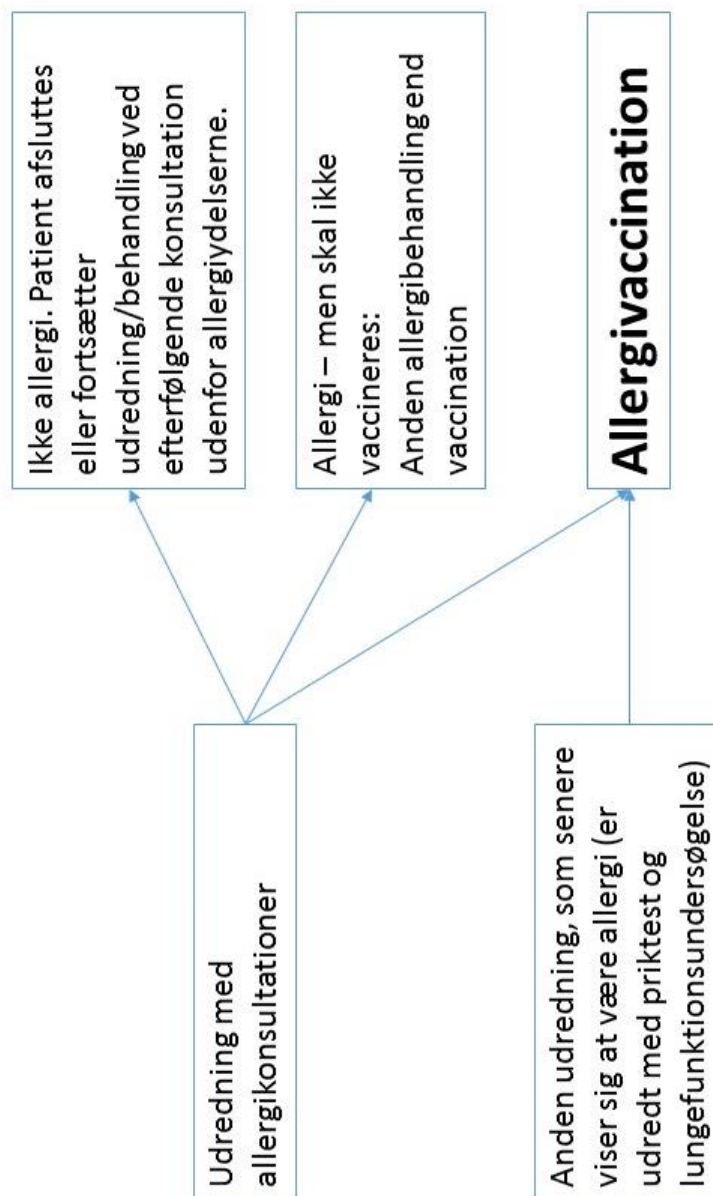 Udredning med
allergikonsultationer
Ikke allergi. Patient afsluttes
eller fortsætter
udredning/behandling ved
efterfølgende konsultation
udenfor allergiydelserne.
Allergi – men skal ikke
vaccineres:
Anden allergibehandling end
vaccination
Anden udredning, som senere
viser sig at være allergi (er
udredt med priktest og
lungefunktionsundersøgelse)
Allergivaccination